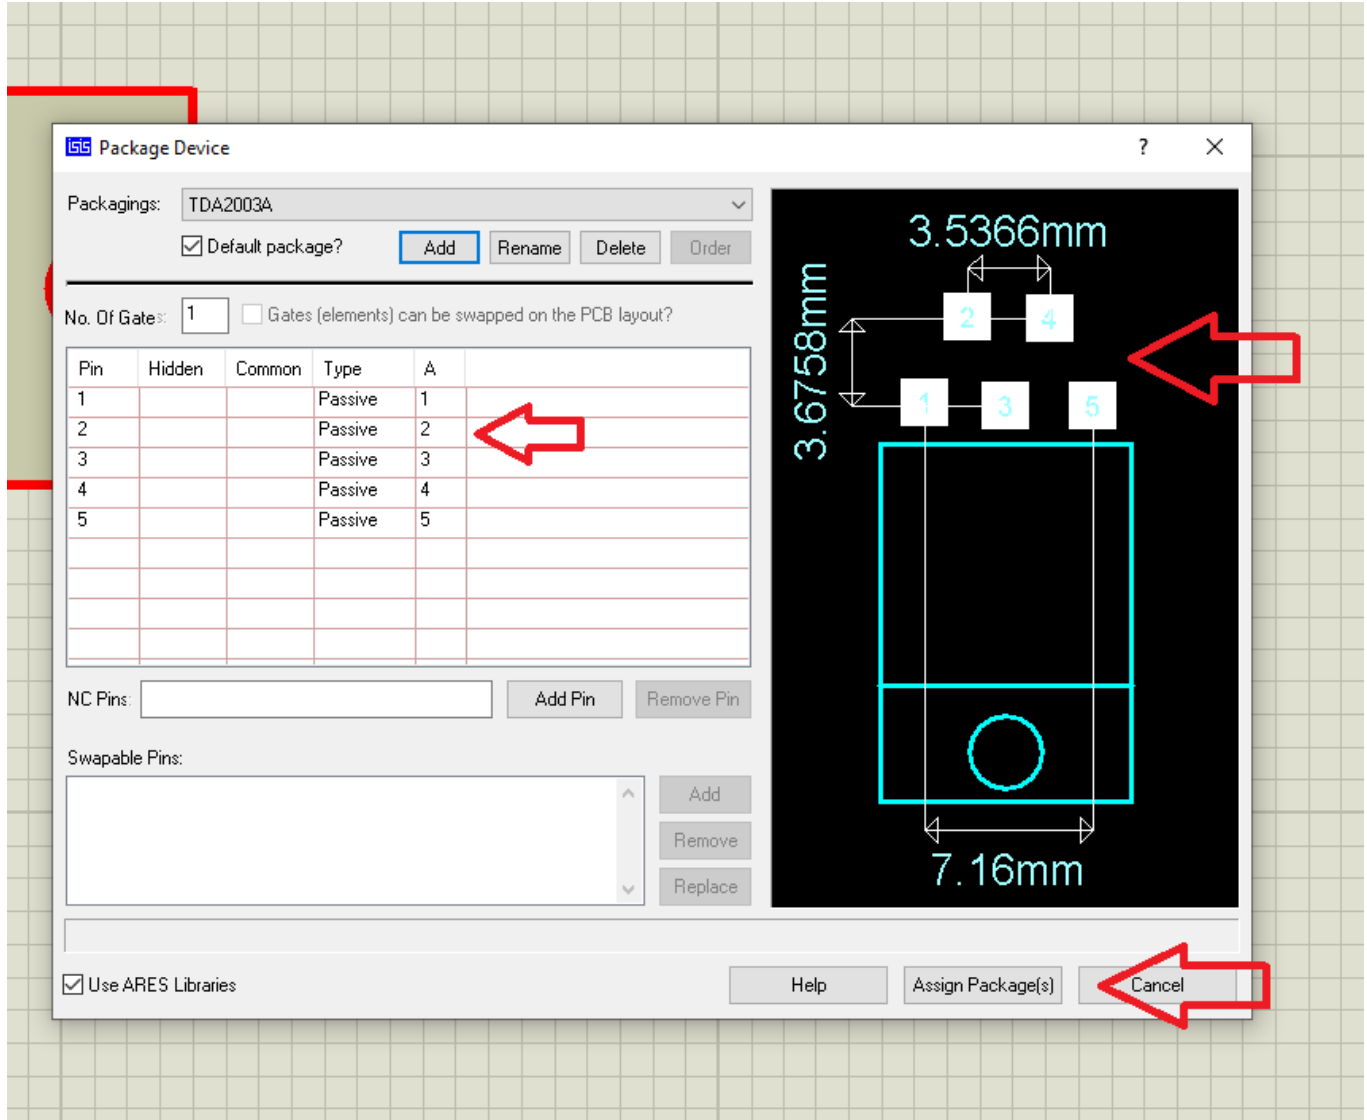 isis Package Device ?
Packagings: TDA2003A
Default package? Add Rename Delete Order
No. Of Gates: 1 Gates (elements) can be swapped on the PCB layout?
Pin Hidden Common Type A
1 Passive 1
2 Passive 2
3 Passive 3
4 Passive 4
5 Passive 5
NC Pins: Add Pin Remove Pin
Swapable Pins:
Add
Remove
Replace
3.5366mm
3.6758mm
2 4
1 3 5
7.16mm
Use ARES Libraries Help Assign Package(s) Cancel